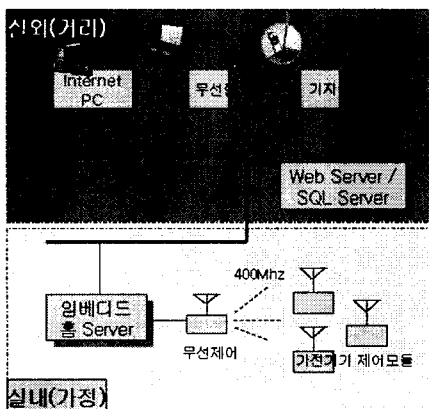 실외(거리)
Internet
PC
무선
기지
Web Server /
SQL Server
400Mhz
임베디드
홈 Server
무선제어
가전기기 제어모듈
실내(가정)